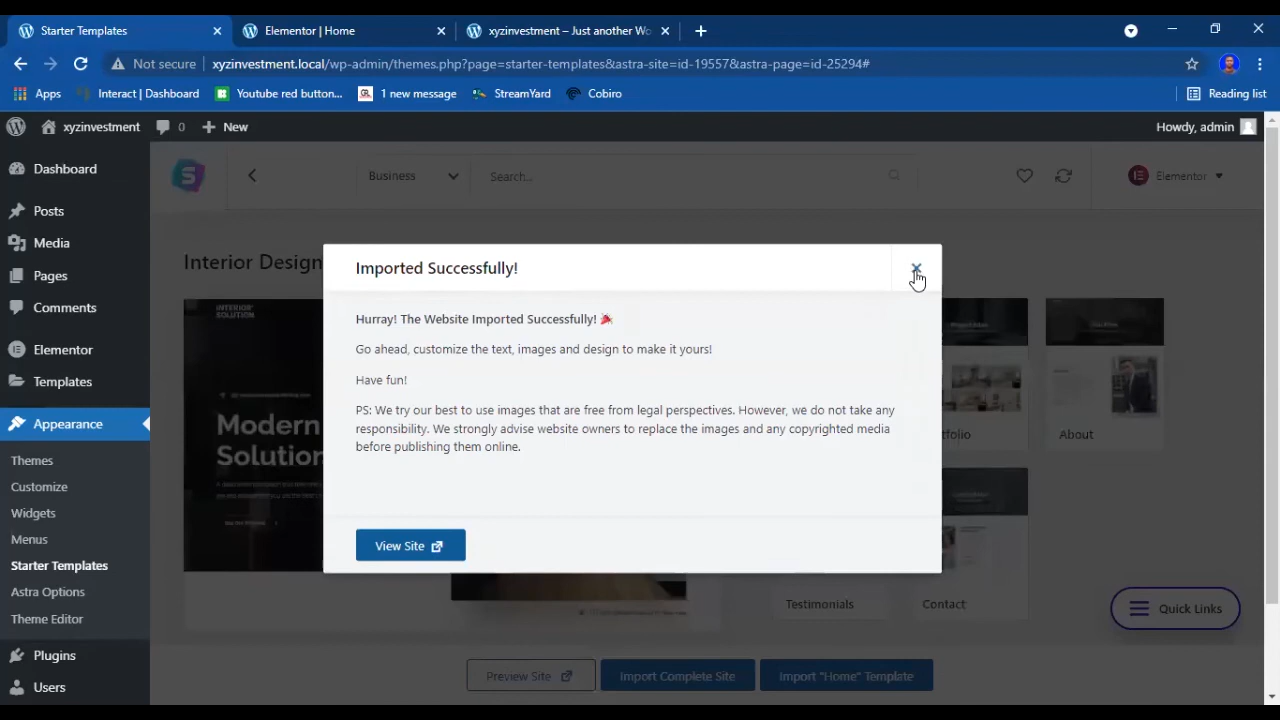 Starter Templates
Elementor | Home
xyzinvestment – Just another Wo
Not secure
xyzinvestment.local/wp-admin/themes.php?page=starter-templates&astra-site=id-19557&astra-page=id-25294#
Apps
Interact | Dashboard
Youtube red button...
1 new message
StreamYard
Cobiro
Reading list
xyzinvestment
0
New
Howdy, admin
Dashboard
Posts
Media
Pages
Comments
Elementor
Templates
Appearance
Themes
Customize
Widgets
Menus
Starter Templates
Astra Options
Theme Editor
Plugins
Users
Business
Search...
Elementor
Interior Design
INTERIOR
SOLUTION
Modern
Solution
Imported Successfully!
Hurray! The Website Imported Successfully!
Go ahead, customize the text, images and design to make it yours!
Have fun!
PS: We try our best to use images that are free from legal perspectives. However, we do not take any
responsibility. We strongly advise website owners to replace the images and any copyrighted media
before publishing them online.
View Site
tfolio
About
Testimonials
Contact
Quick Links
Preview Site
Import Complete Site
Import "Home" Template